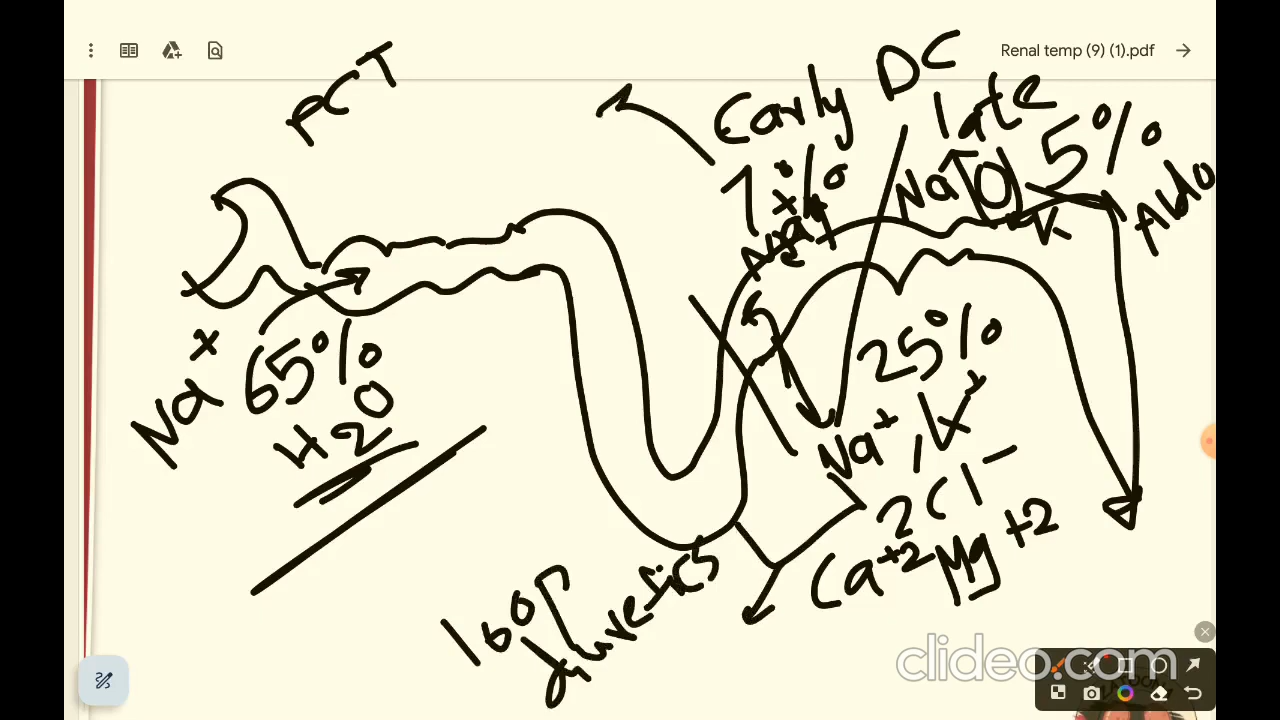 Renal temp (9) (1).pdf
PCT
Early DC
late
7%
5%
Na+
Aldo
K
Na+
65%
H2O
25%
Na+, K+
2Cl-
Ca+2 Mg+2
loop
diuretics
clideo.com